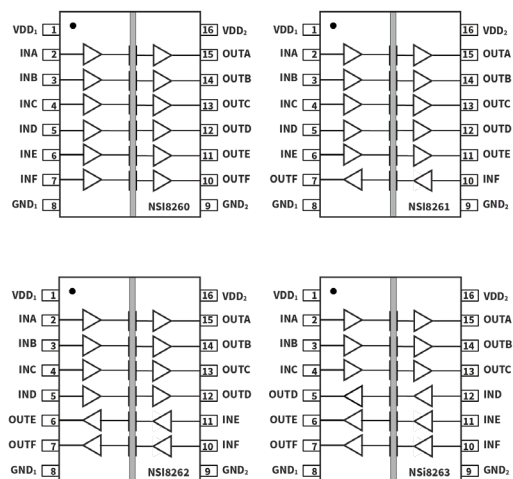 VDD₁ 1 16 VDD₂ VDD₁ 1 16 VDD₂
INA 2 15 OUTA INA 2 15 OUTA
INB 3 14 OUTB INB 3 14 OUTB
INC 4 13 OUTC INC 4 13 OUTC
IND 5 12 OUTD IND 5 12 OUTD
INE 6 11 OUTE INE 6 11 OUTE
INF 7 10 OUTF OUTF 7 10 INF
GND₁ 8 NSI8260 9 GND₂ GND₁ 8 NSI8261 9 GND₂
VDD₁ 1 16 VDD₂ VDD₁ 1 16 VDD₂
INA 2 15 OUTA INA 2 15 OUTA
INB 3 14 OUTB INB 3 14 OUTB
INC 4 13 OUTC INC 4 13 OUTC
IND 5 12 OUTD OUTD 5 12 IND
OUTE 6 11 INE OUTE 6 11 INE
OUTF 7 10 INF OUTF 7 10 INF
GND₁ 8 NSI8262 9 GND₂ GND₁ 8 NSi8263 9 GND₂